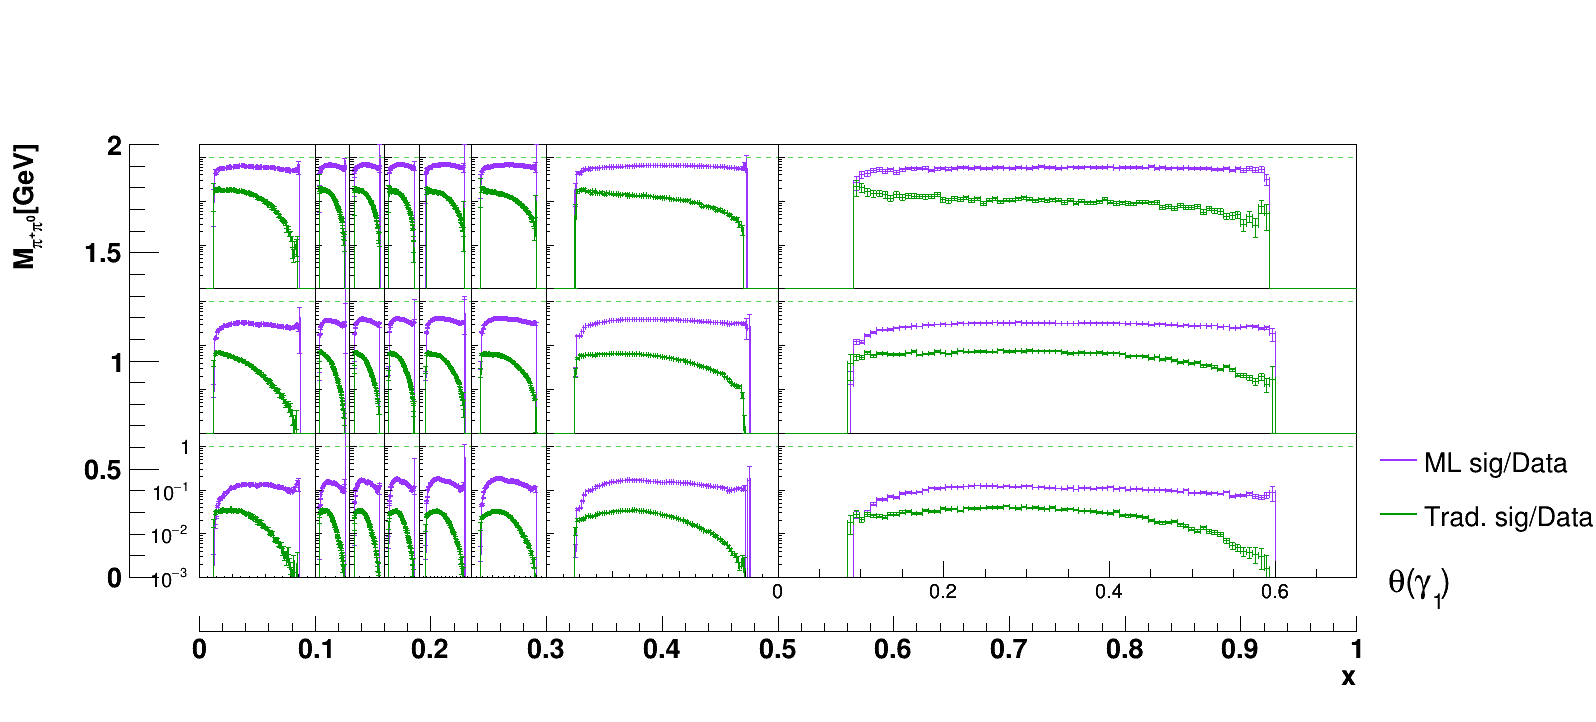 M_{π⁺π⁰}[GeV]
2
1.5
1
0.5
0
1
10⁻¹
10⁻²
10⁻³
0 0.2 0.4 0.6
θ(γ₁)
0 0.1 0.2 0.3 0.4 0.5 0.6 0.7 0.8 0.9 1
x
ML sig/Data
Trad. sig/Data